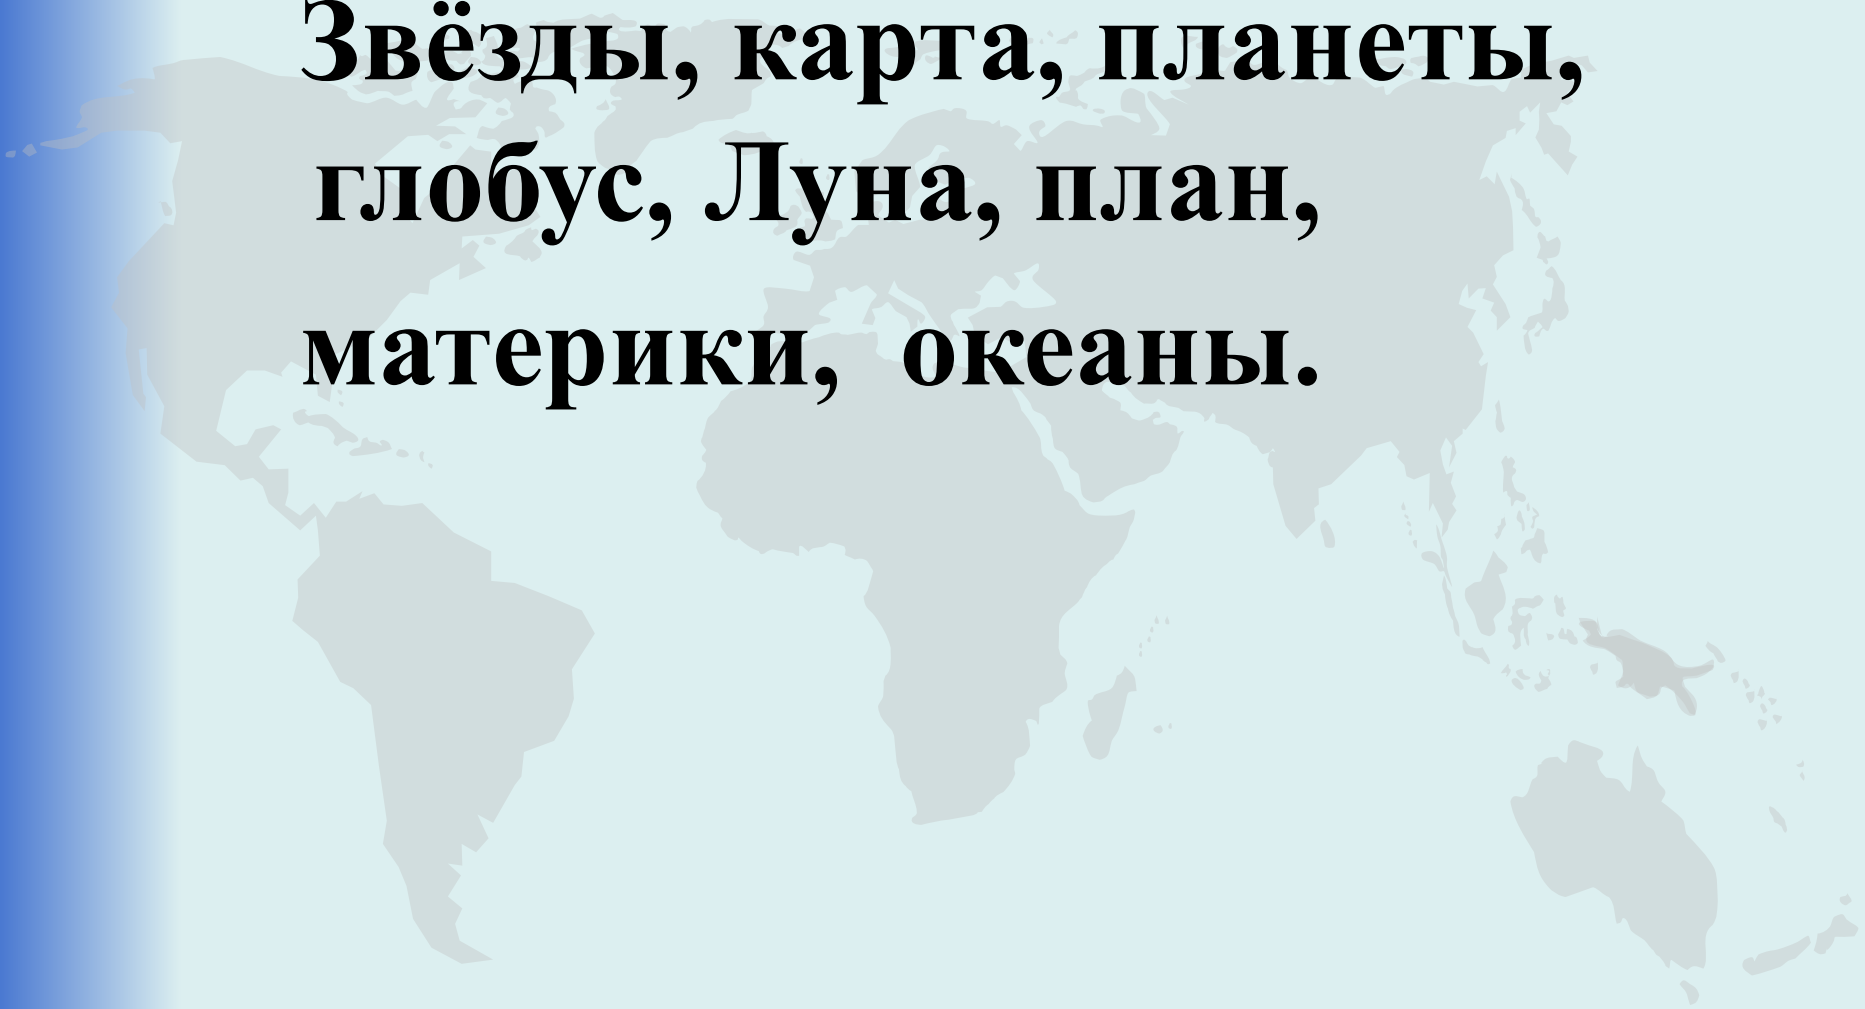 Звёзды, карта, планеты,
глобус, Луна, план,
материки, океаны.